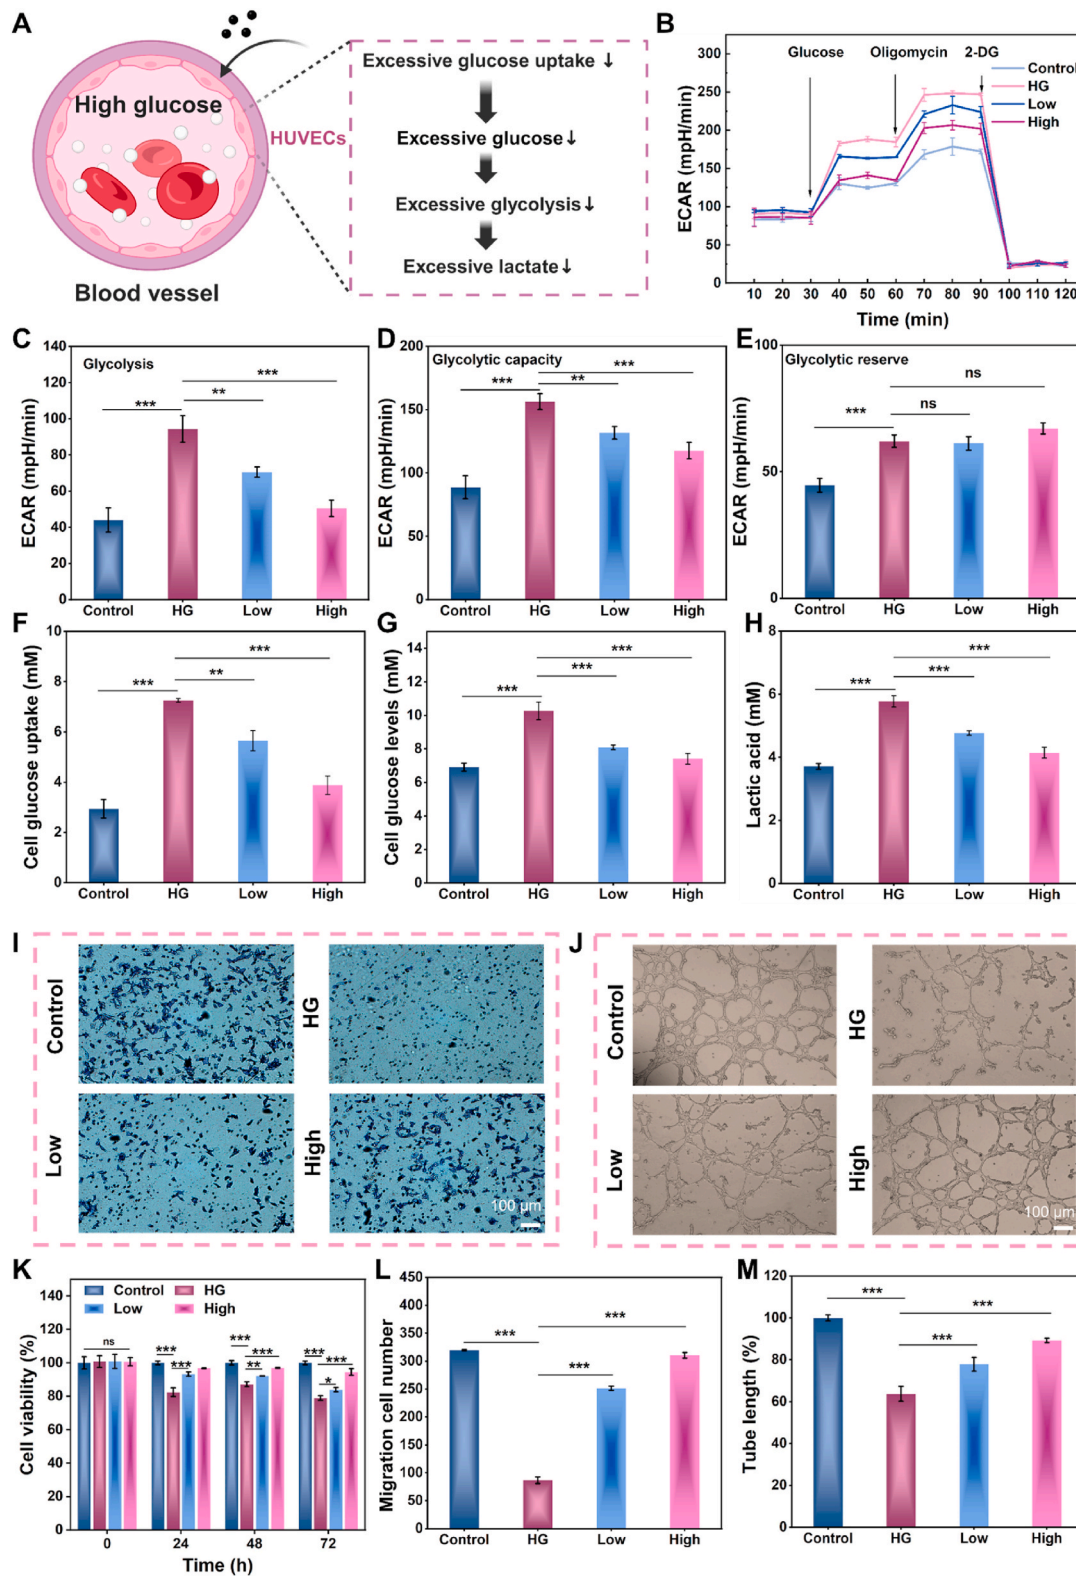 A
High glucose
HUVECs
Blood vessel
Excessive glucose uptake ↓
Excessive glucose↓
Excessive glycolysis↓
Excessive lactate↓
B
300
250
200
150
100
50
0
ECAR (mpH/min)
Glucose
Oligomycin
2-DG
Control
HG
Low
High
10 20 30 40 50 60 70 80 90 100 110 120
Time (min)
C
Glycolysis
140
120
100
80
60
40
20
0
ECAR (mpH/min)
***
**
***
Control HG Low High
D
Glycolytic capacity
200
150
100
50
0
ECAR (mpH/min)
***
**
***
Control HG Low High
E
Glycolytic reserve
100
50
0
ECAR (mpH/min)
ns
***
ns
Control HG Low High
F
10
8
6
4
2
0
Cell glucose uptake (mM)
***
***
**
Control HG Low High
G
14
12
10
8
6
4
2
0
Cell glucose levels (mM)
***
***
***
Control HG Low High
H
8
6
4
2
0
Lactic acid (mM)
***
***
***
Control HG Low High
I
Control
HG
Low
High
100 μm
J
Control
HG
Low
High
100 μm
K
Control HG
Low High
140
120
100
80
60
40
20
0
Cell viability (%)
ns
***
***
***
**
***
***
*
***
0 24 48 72
Time (h)
L
450
400
350
300
250
200
150
100
50
0
Migration cell number
***
***
***
Control HG Low High
M
120
100
80
60
40
20
0
Tube length (%)
***
***
***
Control HG Low High